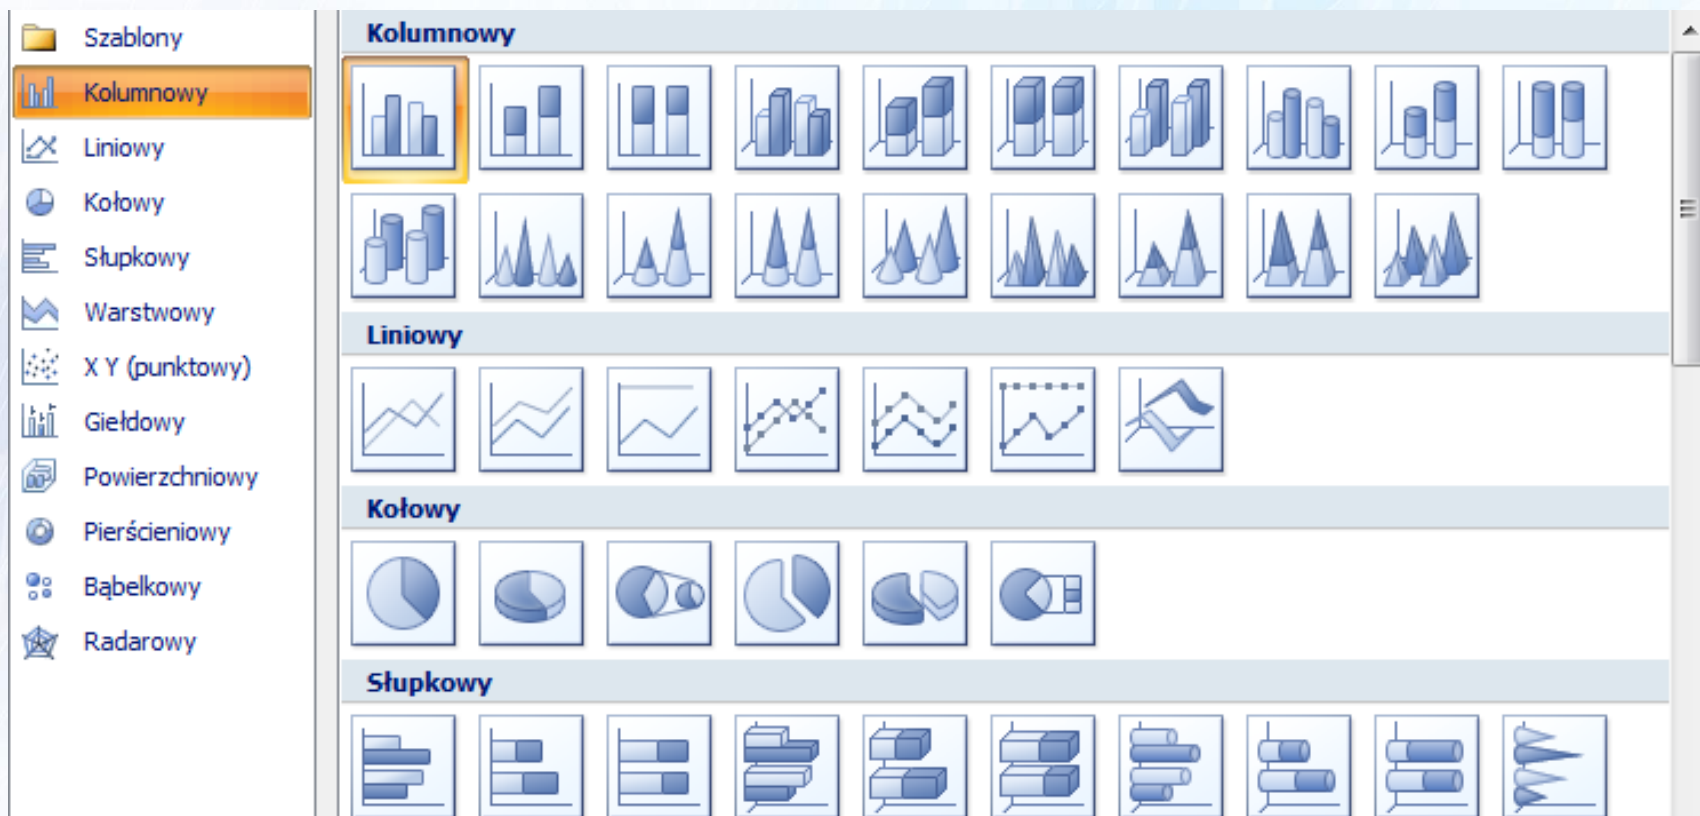 Szablony
Kolumnowy
Liniowy
Kołowy
Słupkowy
Warstwowy
X Y (punktowy)
Giełdowy
Powierzchniowy
Pierścieniowy
Bąbelkowy
Radarowy
Kolumnowy
Liniowy
Kołowy
Słupkowy